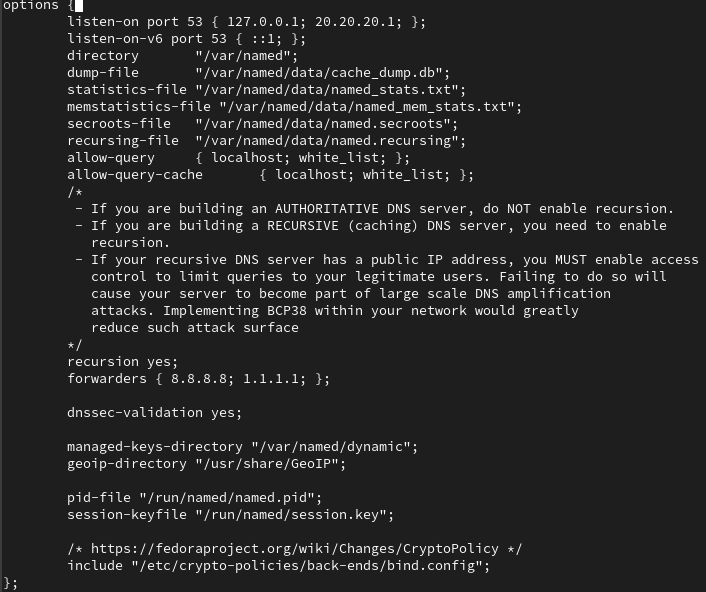 options {
        listen-on port 53 { 127.0.0.1; 20.20.20.1; };
        listen-on-v6 port 53 { ::1; };
        directory       "/var/named";
        dump-file       "/var/named/data/cache_dump.db";
        statistics-file "/var/named/data/named_stats.txt";
        memstatistics-file "/var/named/data/named_mem_stats.txt";
        secroots-file   "/var/named/data/named.secroots";
        recursing-file  "/var/named/data/named.recursing";
        allow-query     { localhost; white_list; };
        allow-query-cache       { localhost; white_list; };
        /*
         - If you are building an AUTHORITATIVE DNS server, do NOT enable recursion.
         - If you are building a RECURSIVE (caching) DNS server, you need to enable
           recursion.
         - If your recursive DNS server has a public IP address, you MUST enable access
           control to limit queries to your legitimate users. Failing to do so will
           cause your server to become part of large scale DNS amplification
           attacks. Implementing BCP38 within your network would greatly
           reduce such attack surface
        */
        recursion yes;
        forwarders { 8.8.8.8; 1.1.1.1; };

        dnssec-validation yes;

        managed-keys-directory "/var/named/dynamic";
        geoip-directory "/usr/share/GeoIP";

        pid-file "/run/named/named.pid";
        session-keyfile "/run/named/session.key";

        /* https://fedoraproject.org/wiki/Changes/CryptoPolicy */
        include "/etc/crypto-policies/back-ends/bind.config";
};